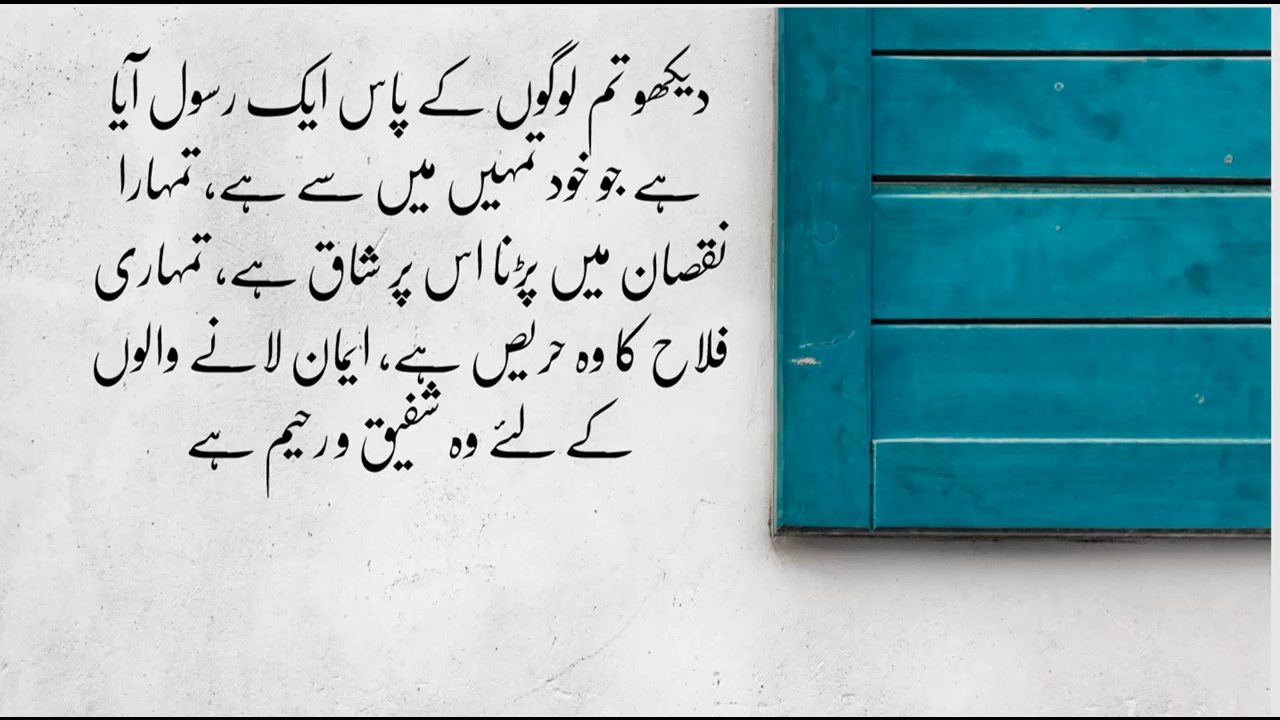 دیکھو تم لوگوں کے پاس ایک رسول آیا
ہے جو خود تمہیں میں سے ہے، تمہارا
نقصان میں پڑنا اس پر شاق ہے، تمہاری
فلاح کا وہ حریص ہے، ایمان لانے والوں
کے لئے وہ شفیق و رحیم ہے